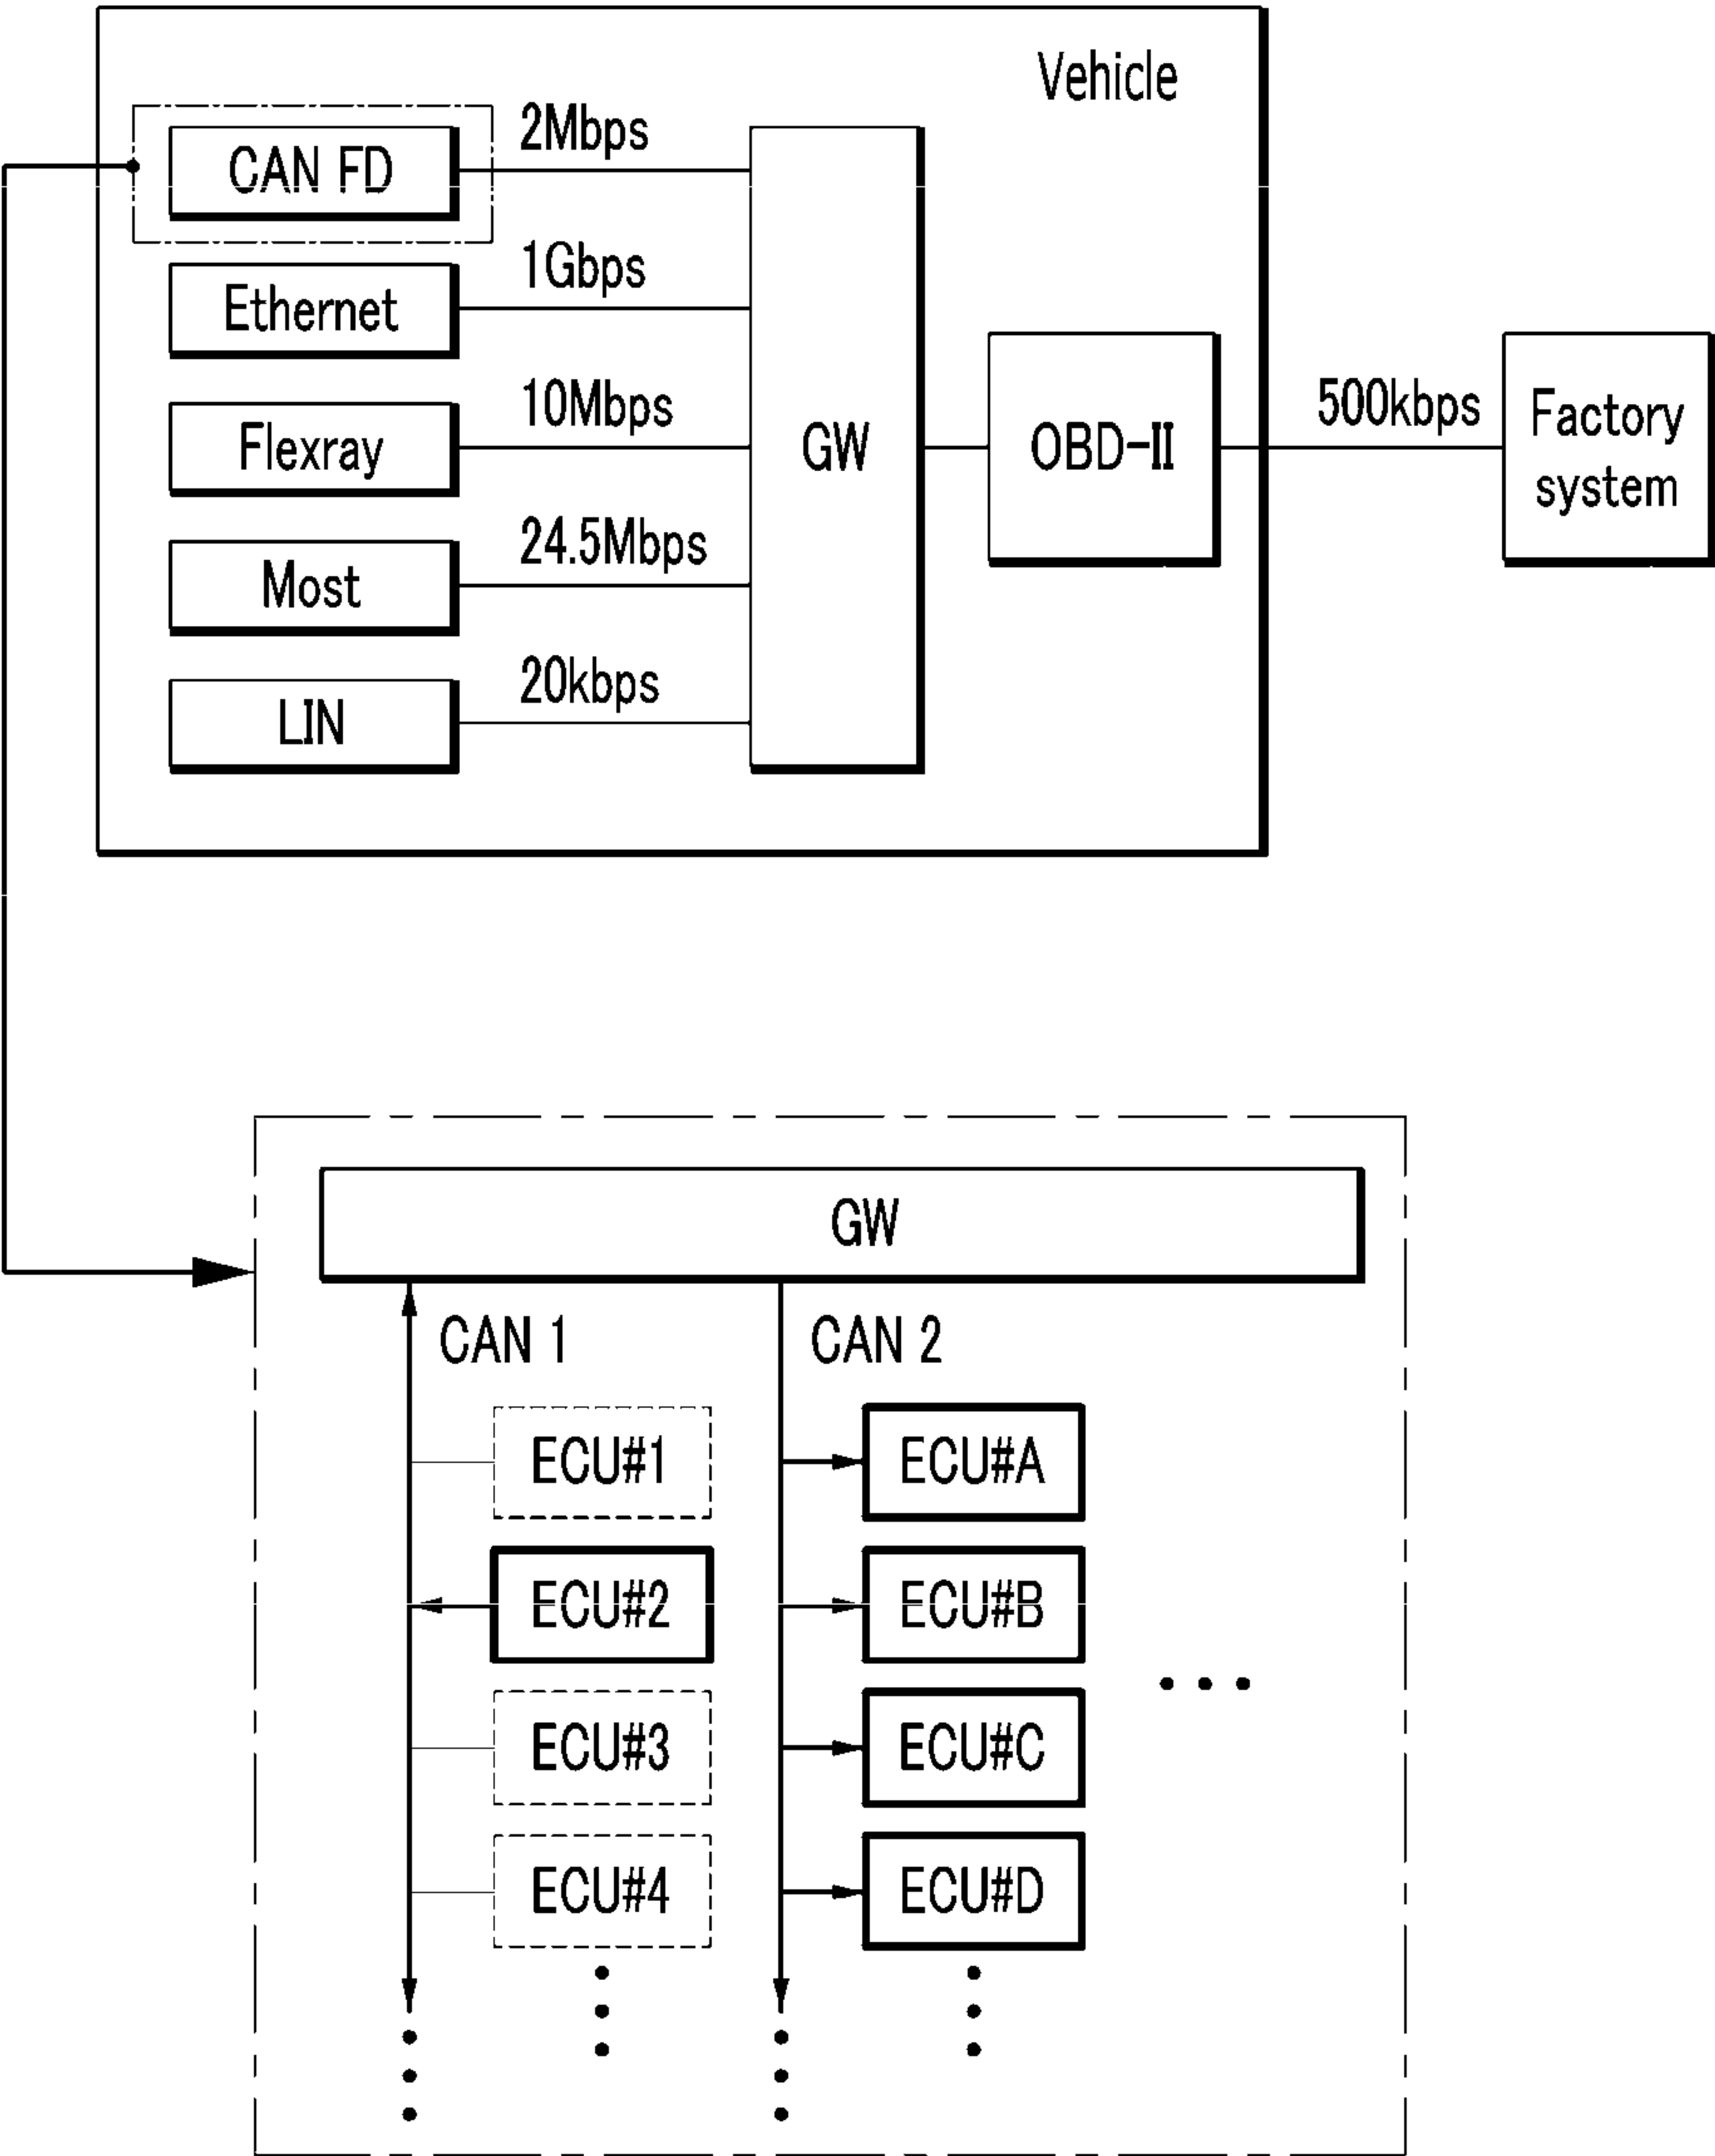 Vehicle
CAN FD
2Mbps
Ethernet
1Gbps
Flexray
10Mbps
Most
24.5Mbps
LIN
20kbps
GW
OBD-II
500kbps
Factory
system
GW
CAN 1
CAN 2
ECU#1
ECU#A
ECU#2
ECU#B
ECU#3
ECU#C
ECU#4
ECU#D